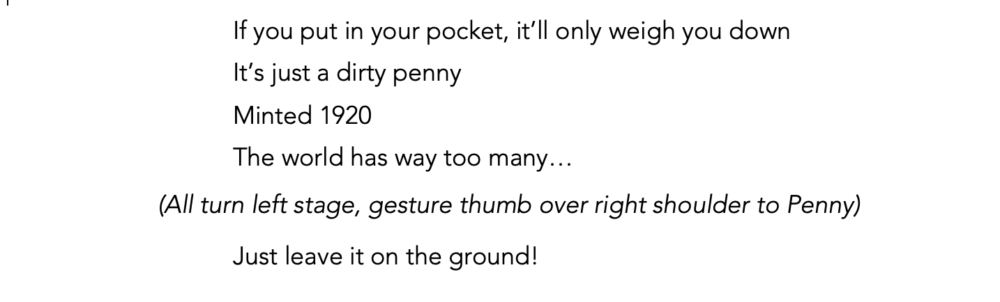 If you put in your pocket, it’ll only weigh you down
It’s just a dirty penny
Minted 1920
The world has way too many…
(All turn left stage, gesture thumb over right shoulder to Penny)
Just leave it on the ground!